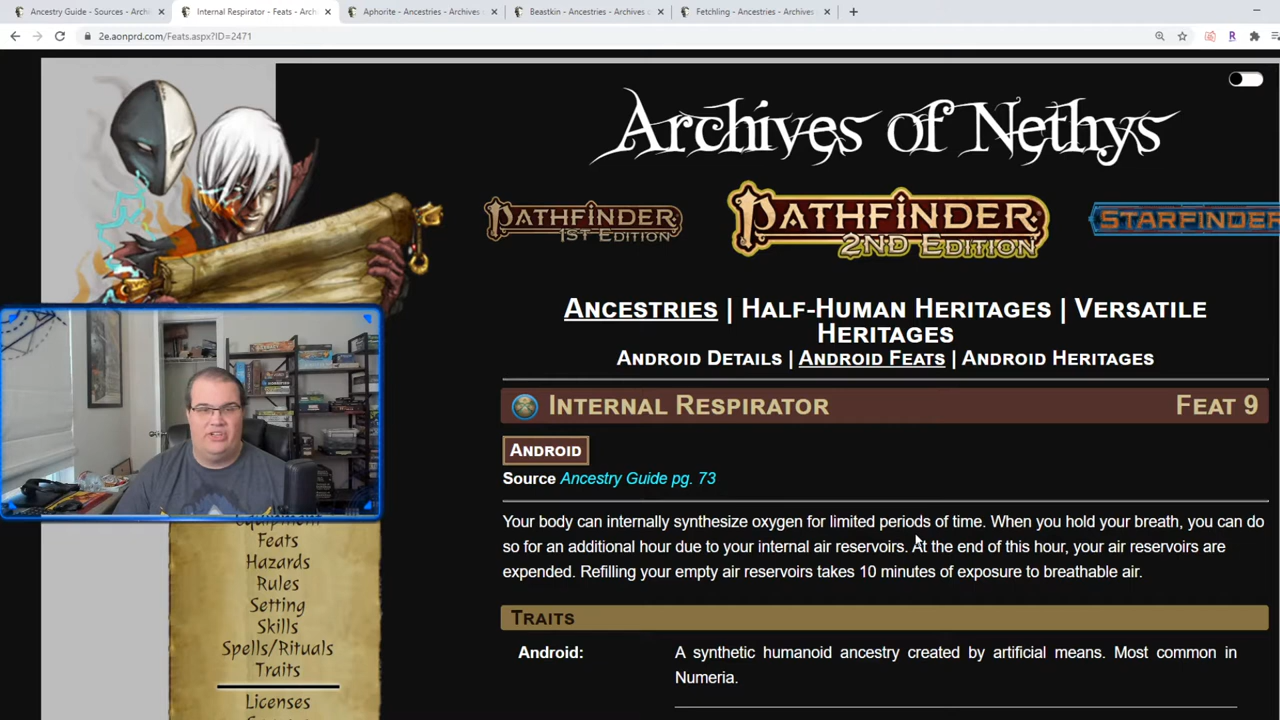 Ancestry Guide - Sources - Archi
Internal Respirator - Feats - Arch
Aphorite - Ancestries - Archives
Beastkin - Ancestries - Archives o
Fetchling - Ancestries - Archives
2e.aonprd.com/Feats.aspx?ID=2471
Archives of Nethys
PATHFINDER
1ST EDITION
PATHFINDER
2ND EDITION
STARFINDER
ANCESTRIES | HALF-HUMAN HERITAGES | VERSATILE
HERITAGES
ANDROID DETAILS | ANDROID FEATS | ANDROID HERITAGES
INTERNAL RESPIRATOR FEAT 9
ANDROID
Source Ancestry Guide pg. 73
Your body can internally synthesize oxygen for limited periods of time. When you hold your breath, you can do
so for an additional hour due to your internal air reservoirs. At the end of this hour, your air reservoirs are
expended. Refilling your empty air reservoirs takes 10 minutes of exposure to breathable air.
TRAITS
Android: A synthetic humanoid ancestry created by artificial means. Most common in
Numeria.
Equipment
Feats
Hazards
Rules
Setting
Skills
Spells/Rituals
Traits
Licenses